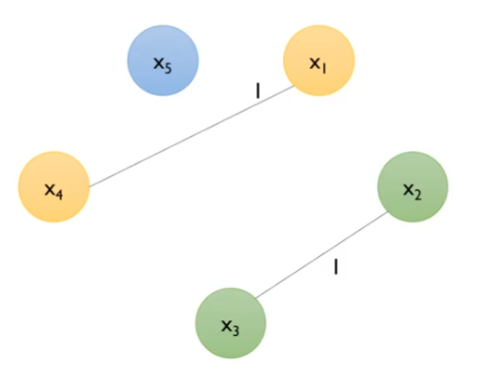 x₅
x₁
1
x₄
x₂
1
x₃